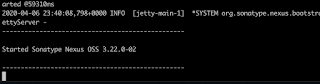 arted @59310ms
2020-04-06 23:40:08,798+0000 INFO [jetty-main-1] *SYSTEM org.sonatype.nexus.bootstra
ettyServer -
-------------------------------------------------
Started Sonatype Nexus OSS 3.22.0-02
-------------------------------------------------